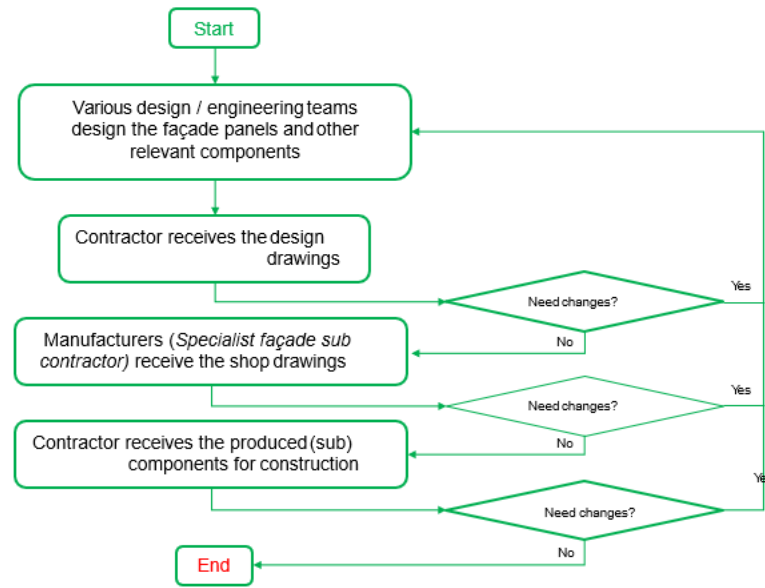 Start
Various design / engineering teams
design the façade panels and other
relevant components
Contractor receives the design
drawings
Need changes?
Yes
No
Manufacturers (Specialist façade sub
contractor) receive the shop drawings
Need changes?
Yes
No
Contractor receives the produced (sub)
components for construction
Need changes?
Ye
No
End